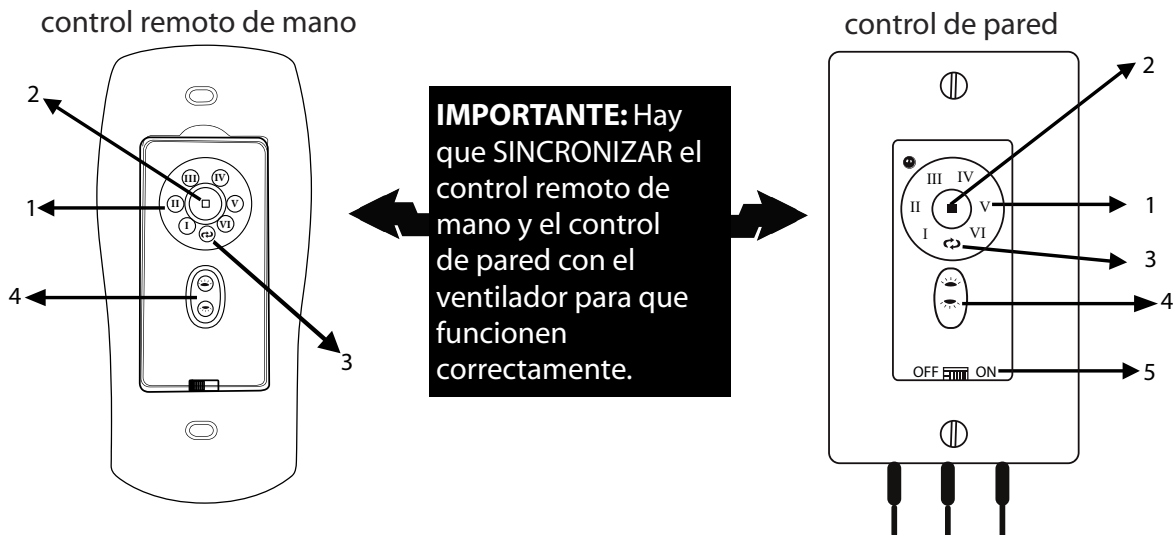 control remoto de mano
2
III IV
II V
1
I VI
4
3
IMPORTANTE: Hay
que SINCRONIZAR el
control remoto de
mano y el control
de pared con el
ventilador para que
funcionen
correctamente.
control de pared
2
III IV
II V
1
I VI
3
4
OFF ON
5